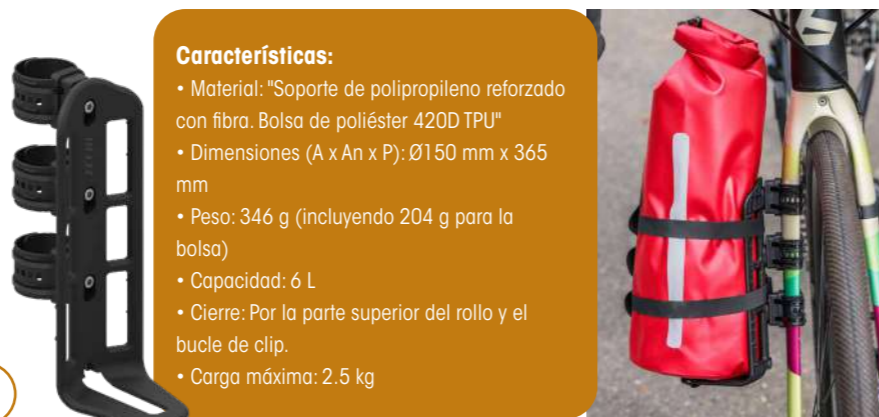 Características:
• Material: "Soporte de polipropileno reforzado
con fibra. Bolsa de poliéster 420D TPU"
• Dimensiones (A x An x P): Ø150 mm x 365
mm
• Peso: 346 g (incluyendo 204 g para la
bolsa)
• Capacidad: 6 L
• Cierre: Por la parte superior del rollo y el
bucle de clip.
• Carga máxima: 2.5 kg